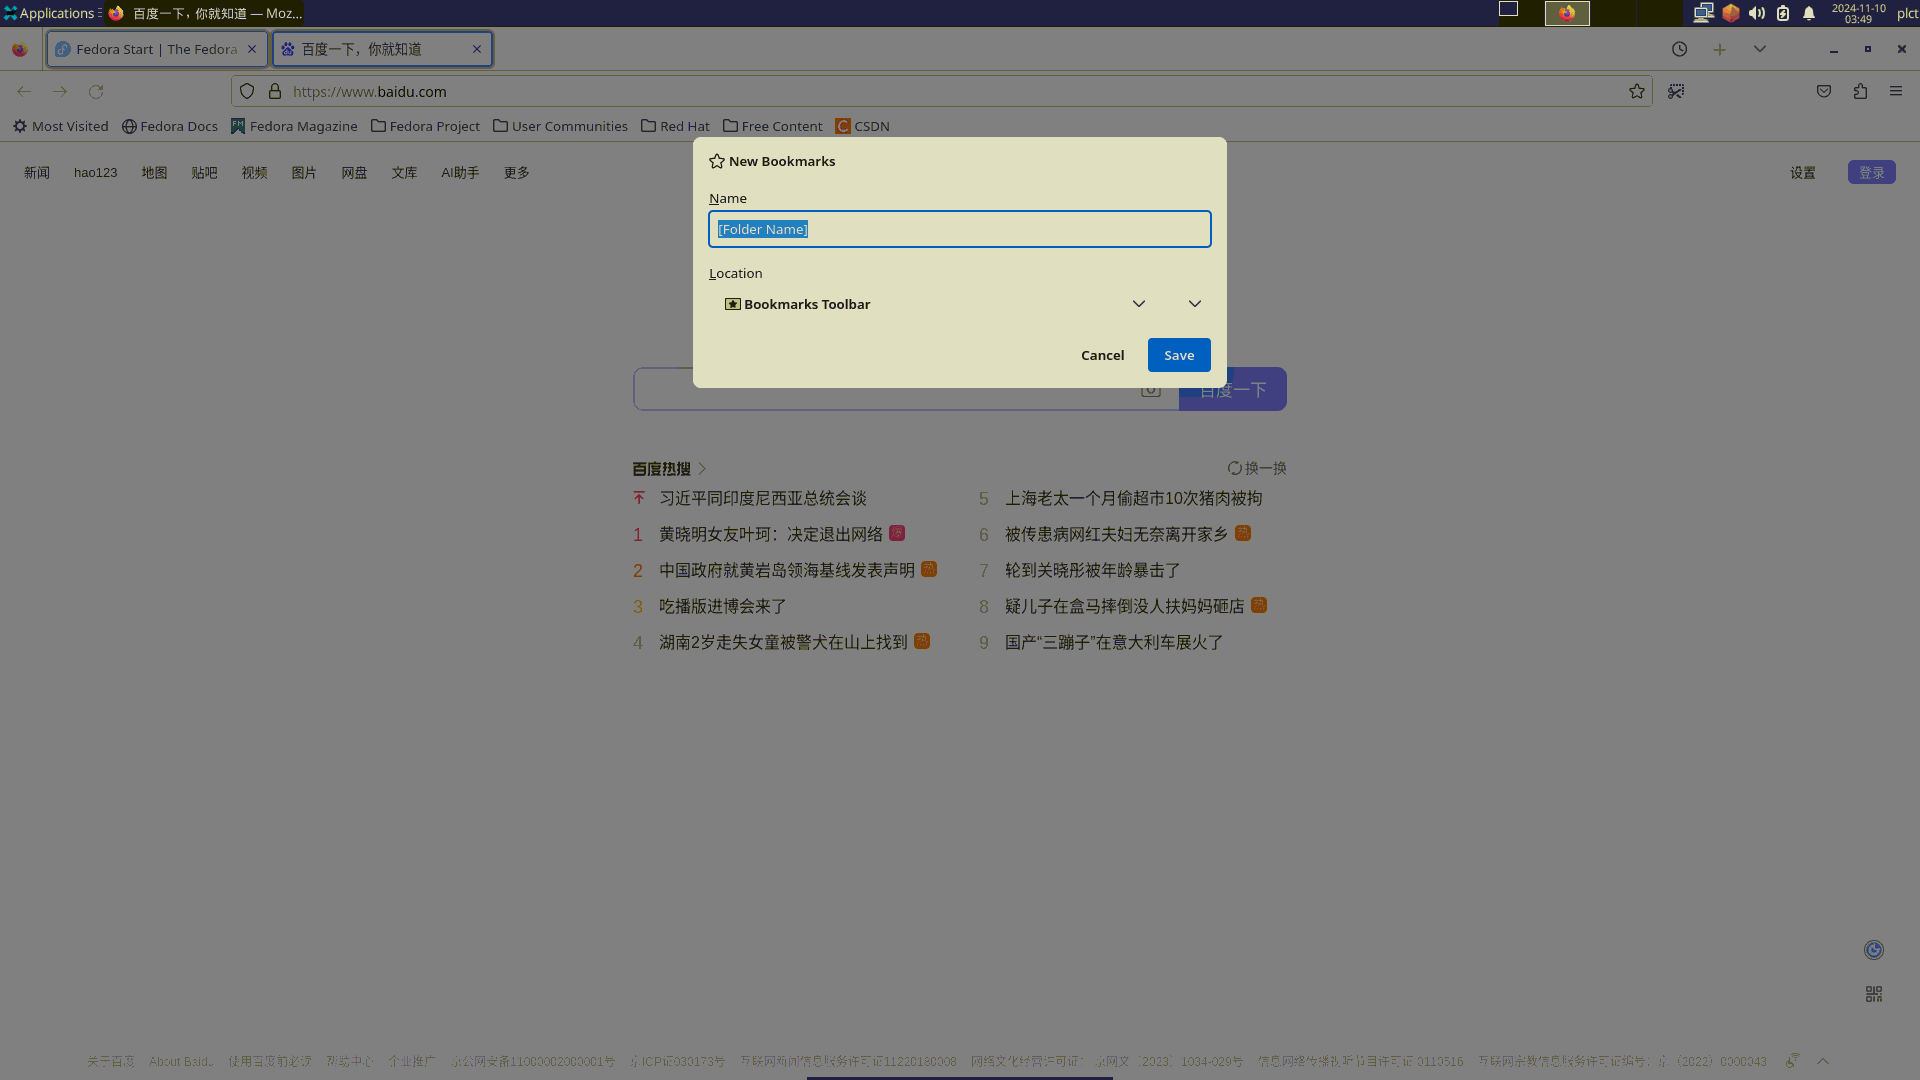 Applications
百度一下，你就知道 — Moz...
2024-11-10
03:49
plct
Fedora Start | The Fedora
百度一下，你就知道
https://www.baidu.com
Most Visited
Fedora Docs
Fedora Magazine
Fedora Project
User Communities
Red Hat
Free Content
CSDN
New Bookmarks
Name
[Folder Name]
Location
Bookmarks Toolbar
Cancel
Save
新闻
hao123
地图
贴吧
视频
图片
网盘
文库
AI助手
更多
设置
登录
百度一下
百度热搜
换一换
习近平同印度尼西亚总统会谈
1 黄晓明女友叶珂：决定退出网络
2 中国政府就黄岩岛领海基线发表声明 热
3 吃播版进博会来了
4 湖南2岁走失女童被警犬在山上找到 热
5 上海老太一个月偷超市10次猪肉被拘
6 被传患病网红夫妇无奈离开家乡 热
7 轮到关晓彤被年龄暴击了
8 疑儿子在盒马摔倒没人扶妈妈砸店 热
9 国产“三蹦子”在意大利车展火了
关于百度
About Baidu
使用百度前必读
帮助中心
企业推广
京公网安备11000002000001号
京ICP证030173号
互联网新闻信息服务许可证11220180008
网络文化经营许可证：京网文〔2023〕1034-029号
信息网络传播视听节目许可证 0110516
互联网宗教信息服务许可证编号：京（2022）0000043